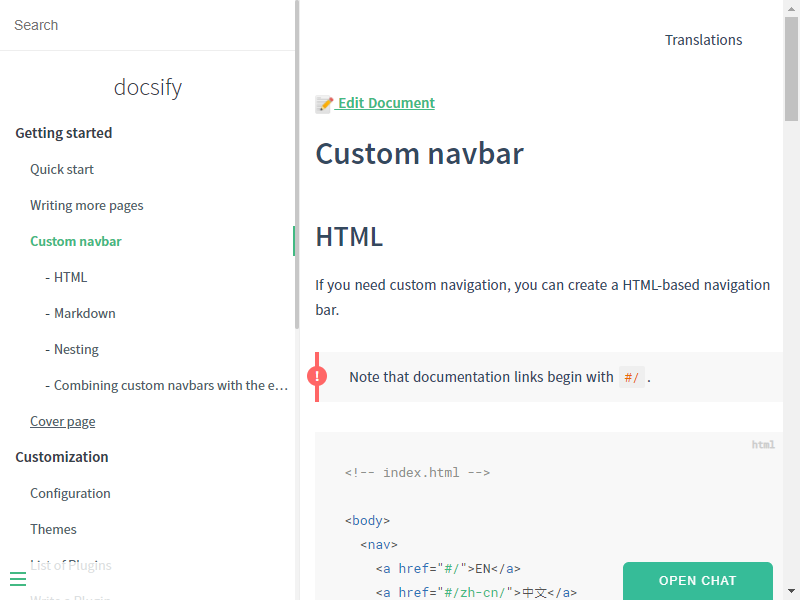 Search
docsify
Getting started
Quick start
Writing more pages
Custom navbar
- HTML
- Markdown
- Nesting
- Combining custom navbars with the e…
Cover page
Customization
Configuration
Themes
List of Plugins
Write a Plugin
Translations
Edit Document
Custom navbar
HTML
If you need custom navigation, you can create a HTML-based navigation
bar.
! Note that documentation links begin with #/ .
html
<!-- index.html -->
<body>
<nav>
<a href="#/">EN</a>
<a href="#/zh-cn/">中文</a>
OPEN CHAT